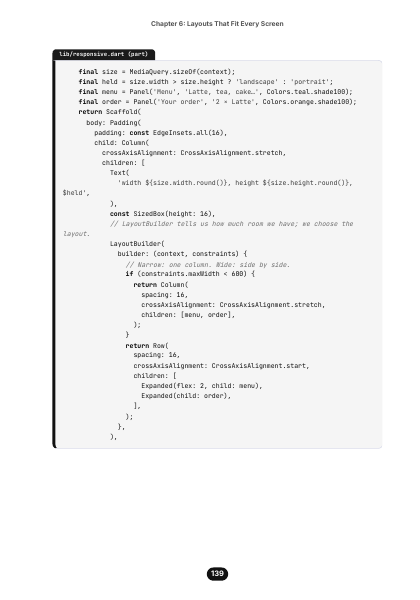 Chapter 6: Layouts That Fit Every Screen
lib/responsive.dart (part)
final size = MediaQuery.sizeOf(context);
final held = size.width > size.height ? 'landscape' : 'portrait';
final menu = Panel('Menu', 'Latte, tea, cake…', Colors.teal.shade100);
final order = Panel('Your order', '2 × Latte', Colors.orange.shade100);
return Scaffold(
body: Padding(
padding: const EdgeInsets.all(16),
child: Column(
crossAxisAlignment: CrossAxisAlignment.stretch,
children: [
Text(
'width ${size.width.round()}, height ${size.height.round()},
$held',
),
const SizedBox(height: 16),
// LayoutBuilder tells us how much room we have; we choose the
layout.
LayoutBuilder(
builder: (context, constraints) {
// Narrow: one column. Wide: side by side.
if (constraints.maxWidth < 600) {
return Column(
spacing: 16,
crossAxisAlignment: CrossAxisAlignment.stretch,
children: [menu, order],
);
}
return Row(
spacing: 16,
crossAxisAlignment: CrossAxisAlignment.start,
children: [
Expanded(flex: 2, child: menu),
Expanded(child: order),
],
);
},
),
139